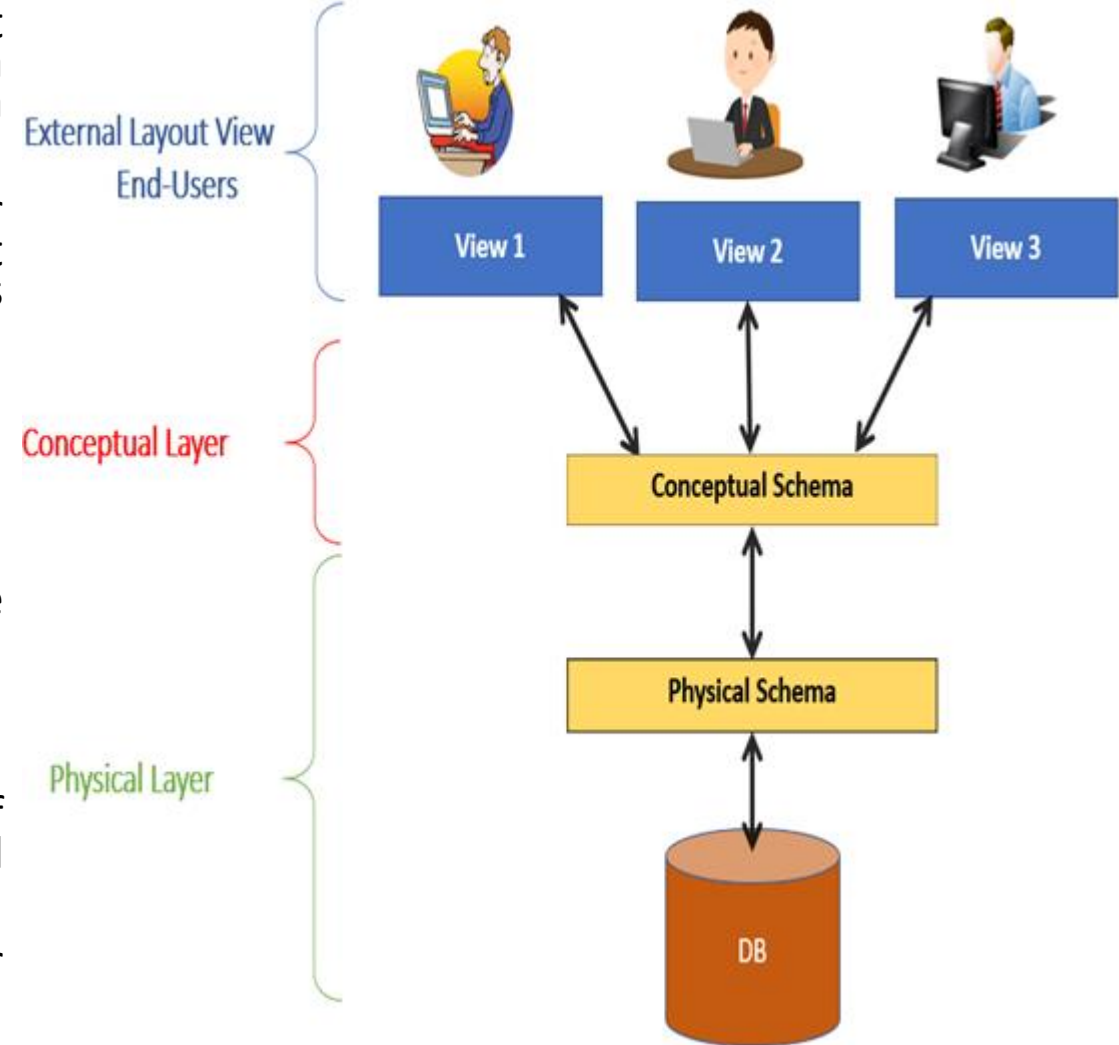 External Layout View
End-Users
View 1
View 2
View 3
Conceptual Layer
Conceptual Schema
Physical Schema
Physical Layer
DB